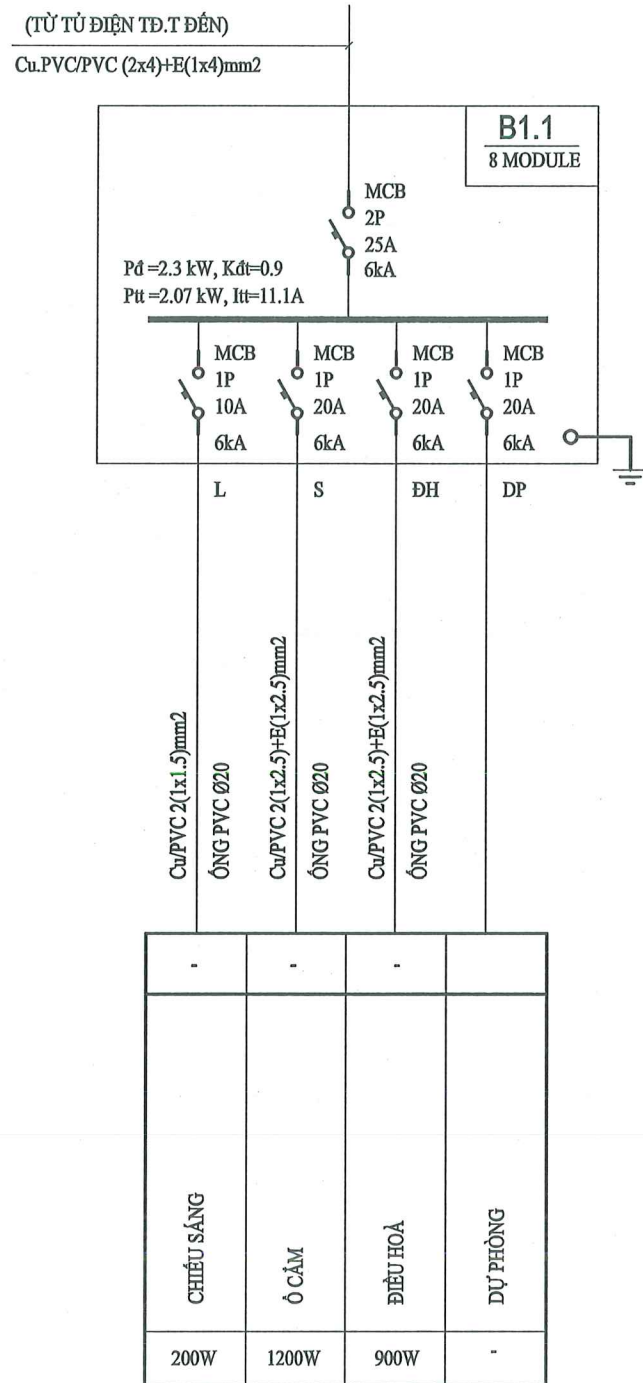 (TỪ TỦ ĐIỆN TĐ.T ĐẾN)
Cu.PVC/PVC (2x4)+E(1x4)mm2
B1.1
8 MODULE
MCB
2P
25A
6kA
Pđ =2.3 kW, Kđt=0.9
Ptt =2.07 kW, Itt=11.1A
MCB
1P
10A
6kA
MCB
1P
20A
6kA
MCB
1P
20A
6kA
MCB
1P
20A
6kA
L
S
ĐH
DP
Cu/PVC 2(1x1.5)mm2
ỐNG PVC Ø20
Cu/PVC 2(1x2.5)+E(1x2.5)mm2
ỐNG PVC Ø20
Cu/PVC 2(1x2.5)+E(1x2.5)mm2
ỐNG PVC Ø20
- - -
CHIẾU SÁNG
Ổ CẮM
ĐIỀU HOÀ
DỰ PHÒNG
200W 1200W 900W -